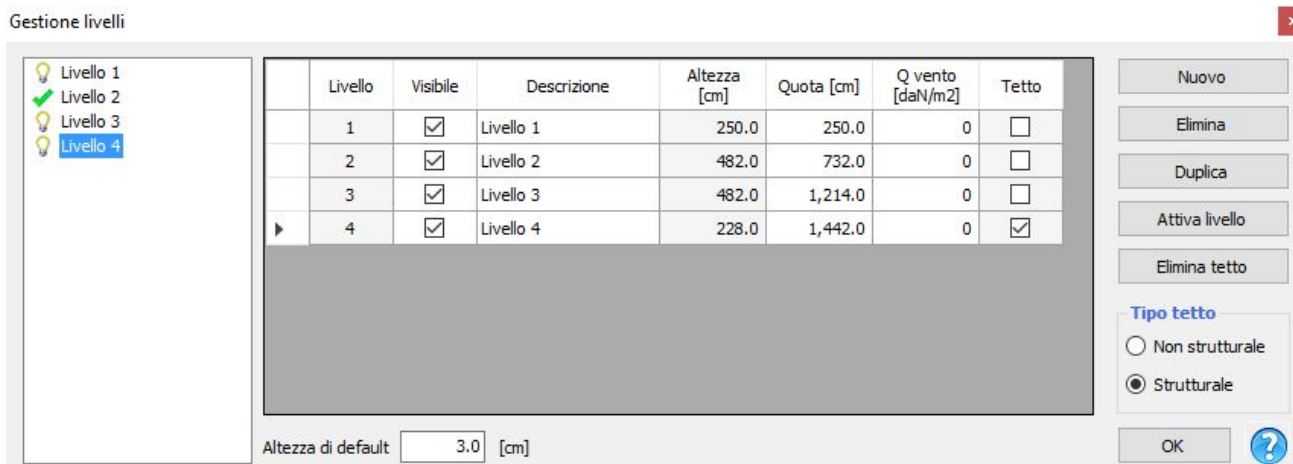 Gestione livelli
x
Livello 1
Livello 2
Livello 3
Livello 4
Livello Visibile Descrizione Altezza [cm] Quota [cm] Q vento [daN/m2] Tetto
1 Livello 1 250.0 250.0 0
2 Livello 2 482.0 732.0 0
3 Livello 3 482.0 1,214.0 0
4 Livello 4 228.0 1,442.0 0
Altezza di default 3.0 [cm]
Nuovo
Elimina
Duplica
Attiva livello
Elimina tetto
Tipo tetto
Non strutturale
Strutturale
OK ?